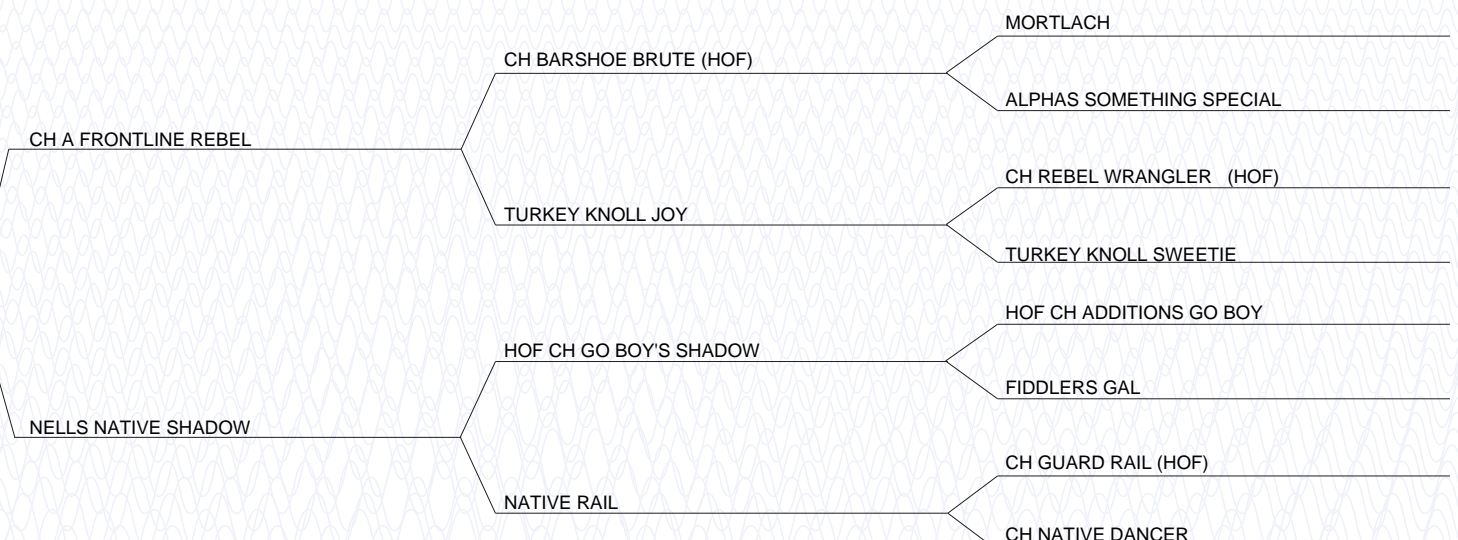 MORTLACH
CH BARSHOE BRUTE (HOF)
ALPHAS SOMETHING SPECIAL
CH A FRONTLINE REBEL
CH REBEL WRANGLER (HOF)
TURKEY KNOLL JOY
TURKEY KNOLL SWEETIE
HOF CH ADDITIONS GO BOY
HOF CH GO BOY'S SHADOW
FIDDLERS GAL
NELLS NATIVE SHADOW
CH GUARD RAIL (HOF)
NATIVE RAIL
CH NATIVE DANCER